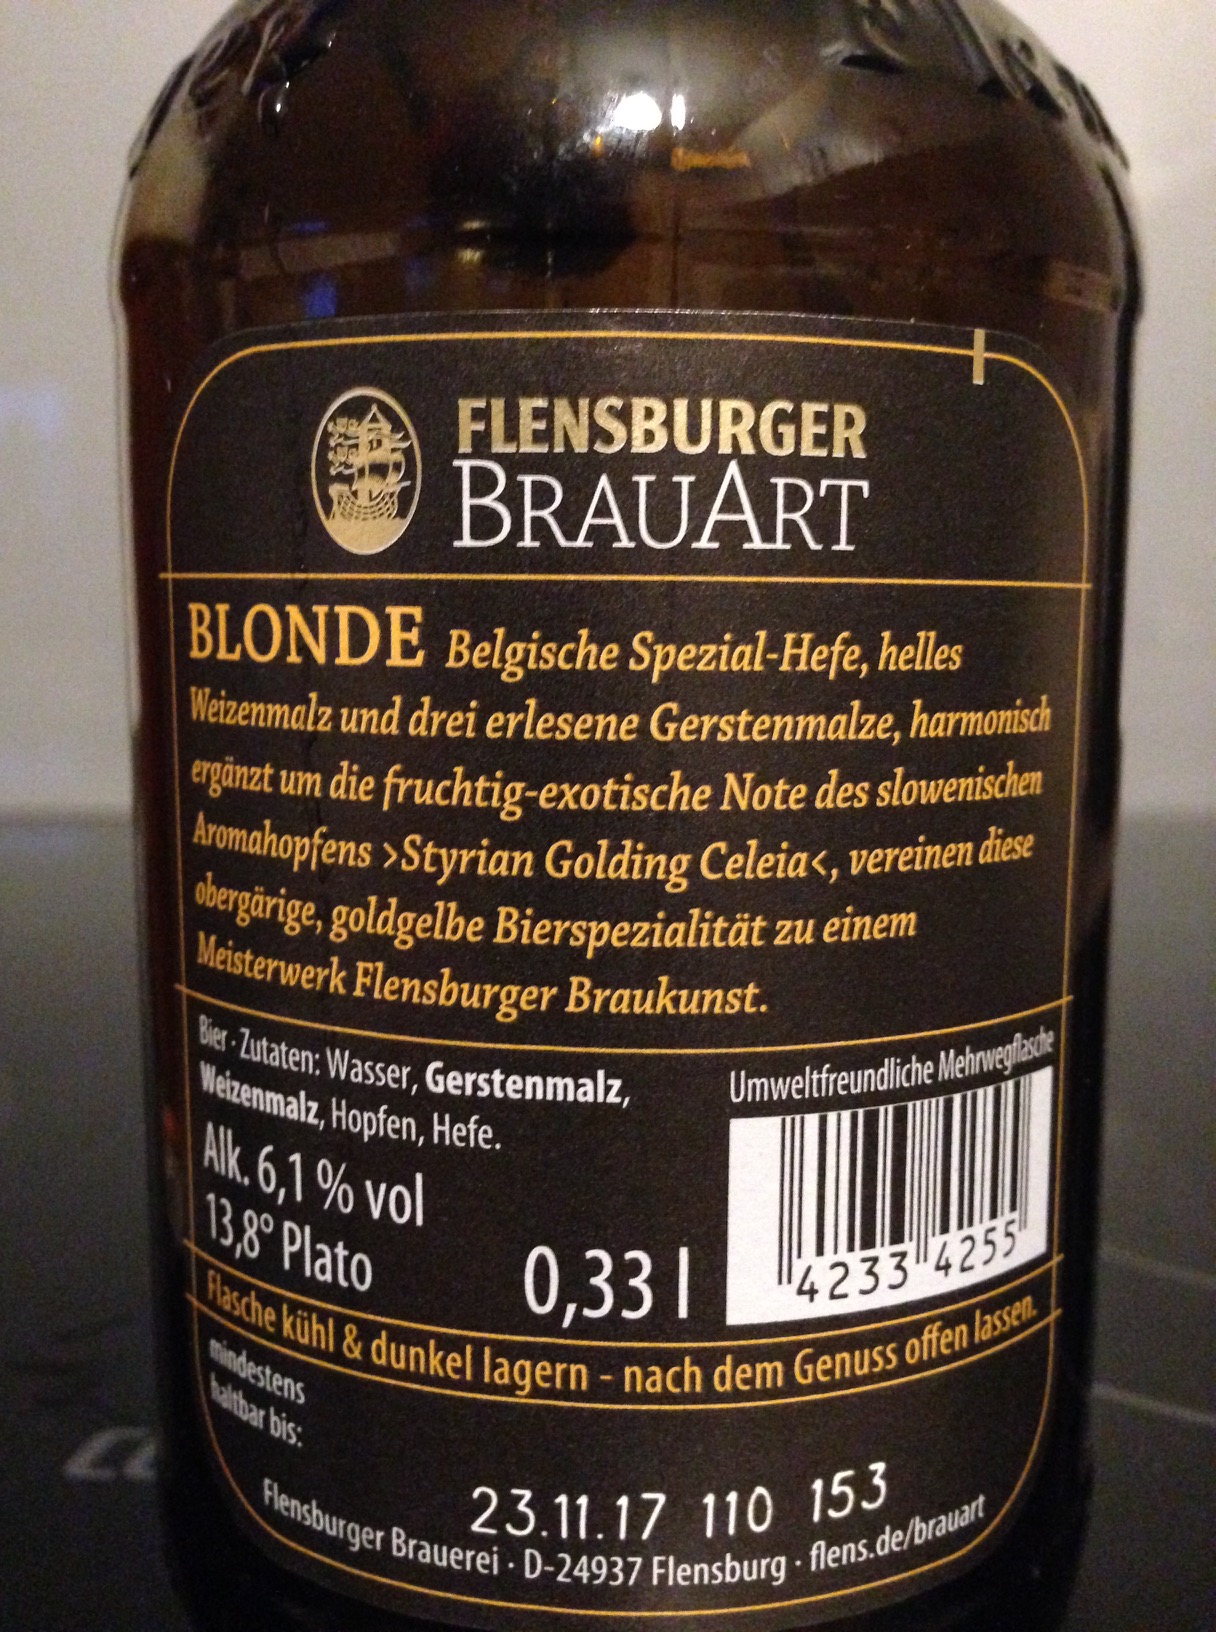 FLENSBURGER
BRAUART
BLONDE Belgische Spezial-Hefe, helles
Weizenmalz und drei erlesene Gerstenmalze, harmonisch
ergänzt um die fruchtig-exotische Note des slowenischen
Aromahopfens ›Styrian Golding Celeia‹, vereinen diese
obergärige, goldgelbe Bierspezialität zu einem
Meisterwerk Flensburger Braukunst.
Bier · Zutaten: Wasser, Gerstenmalz,
Weizenmalz, Hopfen, Hefe.
Alk. 6,1 % vol
13,8° Plato
0,33 l
Umweltfreundliche Mehrwegflasche
4233 4255
Flasche kühl & dunkel lagern - nach dem Genuss offen lassen.
mindestens
haltbar bis:
23.11.17 110 153
Flensburger Brauerei · D-24937 Flensburg · flens.de/brauart